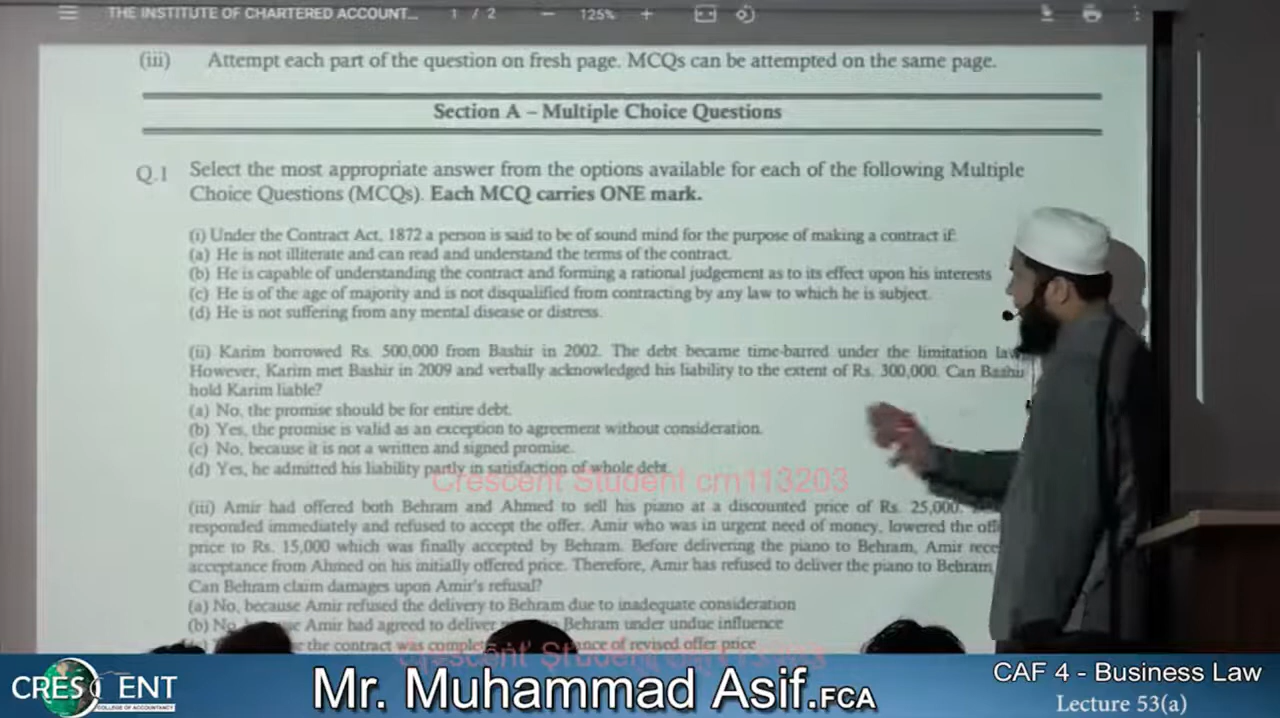 THE INSTITUTE OF CHARTERED ACCOUNT... 1 / 2 − 125% +
(iii) Attempt each part of the question on fresh page. MCQs can be attempted on the same page.
Section A – Multiple Choice Questions
Q.1 Select the most appropriate answer from the options available for each of the following Multiple
Choice Questions (MCQs). Each MCQ carries ONE mark.
(i) Under the Contract Act, 1872 a person is said to be of sound mind for the purpose of making a contract if:
(a) He is not illiterate and can read and understand the terms of the contract.
(b) He is capable of understanding the contract and forming a rational judgement as to its effect upon his interests
(c) He is of the age of majority and is not disqualified from contracting by any law to which he is subject.
(d) He is not suffering from any mental disease or distress.
(ii) Karim borrowed Rs. 500,000 from Bashir in 2002. The debt became time-barred under the limitation law
However, Karim met Bashir in 2009 and verbally acknowledged his liability to the extent of Rs. 300,000. Can Bashir
hold Karim liable?
(a) No, the promise should be for entire debt.
(b) Yes, the promise is valid as an exception to agreement without consideration.
(c) No, because it is not a written and signed promise.
(d) Yes, he admitted his liability partly in satisfaction of whole debt.
Crescent Student crn113203
(iii) Amir had offered both Behram and Ahmed to sell his piano at a discounted price of Rs. 25,000.
responded immediately and refused to accept the offer. Amir who was in urgent need of money, lowered the
price to Rs. 15,000 which was finally accepted by Behram. Before delivering the piano to Behram, Amir
acceptance from Ahmed on his initially offered price. Therefore, Amir has refused to deliver the piano to Behram
Can Behram claim damages upon Amir's refusal?
(a) No, because Amir refused the delivery to Behram due to inadequate consideration
(b) No, Amir had agreed to deliver Behram under undue influence
the contract was of revised offer price
Crescent Student
CRESCENT
COLLEGE OF ACCOUNTANCY
Mr. Muhammad Asif.FCA
CAF 4 - Business Law
Lecture 53(a)